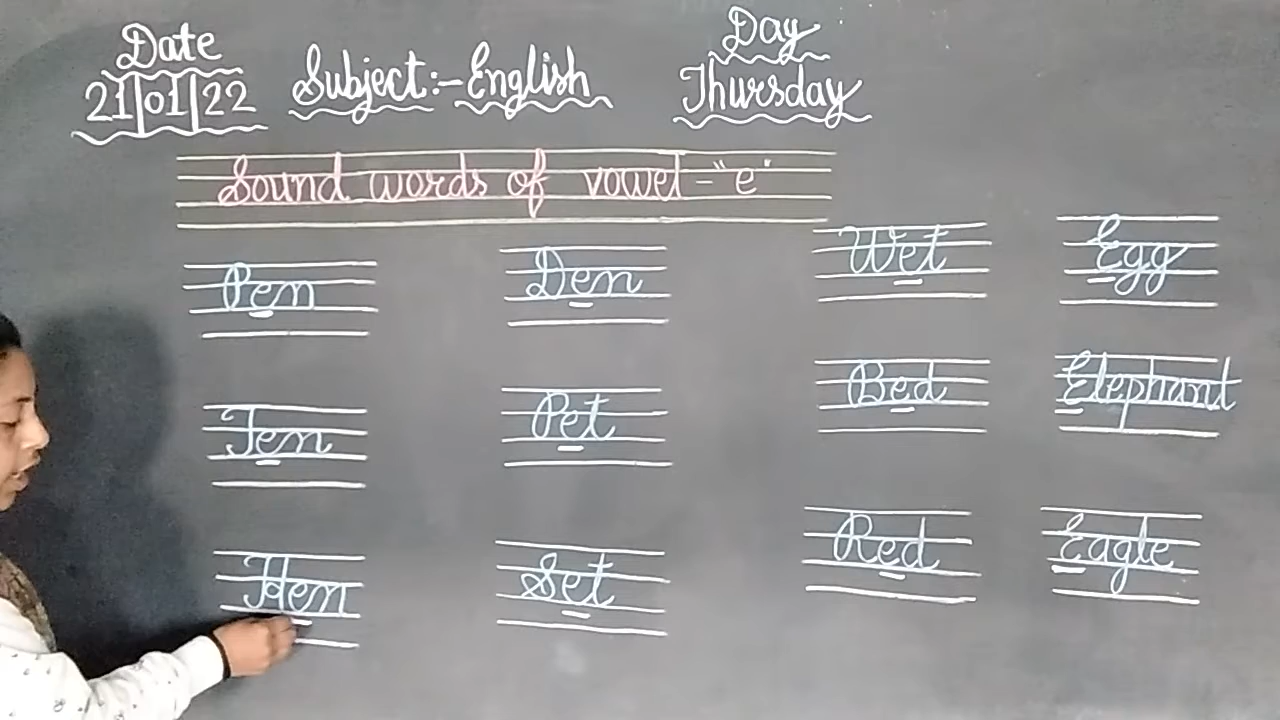 Date
21|01|22
Subject:- English
Day
Thursday
Sound words of vowel - "e"
Pen
Den
Wet
Egg
Ten
Pet
Bed
Elephant
Hen
Set
Red
Eagle